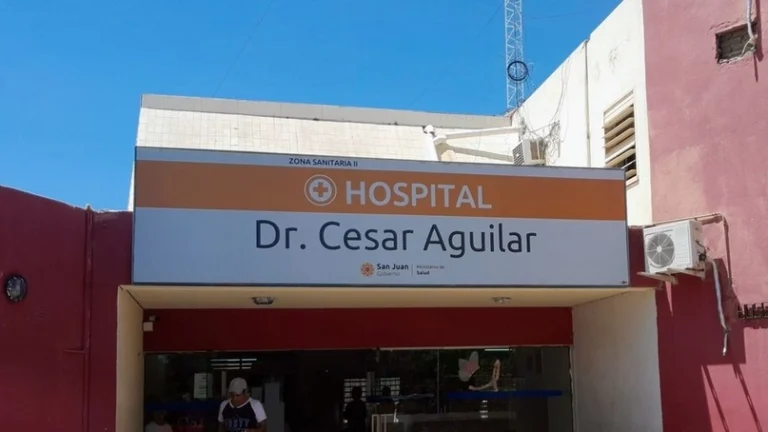 ZONA SANITARIA II
HOSPITAL
Dr. Cesar Aguilar
San Juan
Gobierno
Ministerio de
Salud